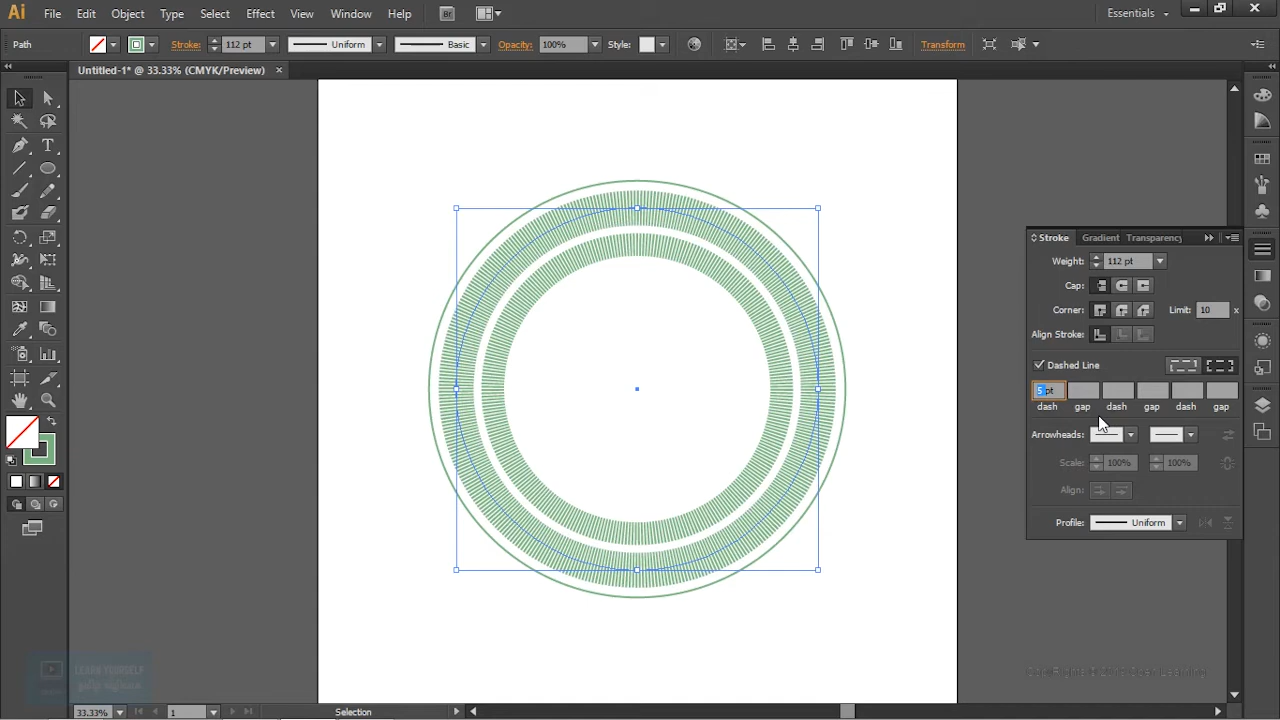 Ai File Edit Object Type Select Effect View Window Help Br Essentials
Path Stroke: 112 pt Uniform Basic Opacity: 100% Style: Transform
Untitled-1* @ 33.33% (CMYK/Preview) ×
Stroke Gradient Transparency
Weight: 112 pt
Cap:
Corner: Limit: 10 x
Align Stroke:
Dashed Line
5 pt
dash gap dash gap dash gap
Arrowheads:
Scale: 100% 100%
Align:
Profile: Uniform
LEARN YOURSELF
33.33% 1 Selection